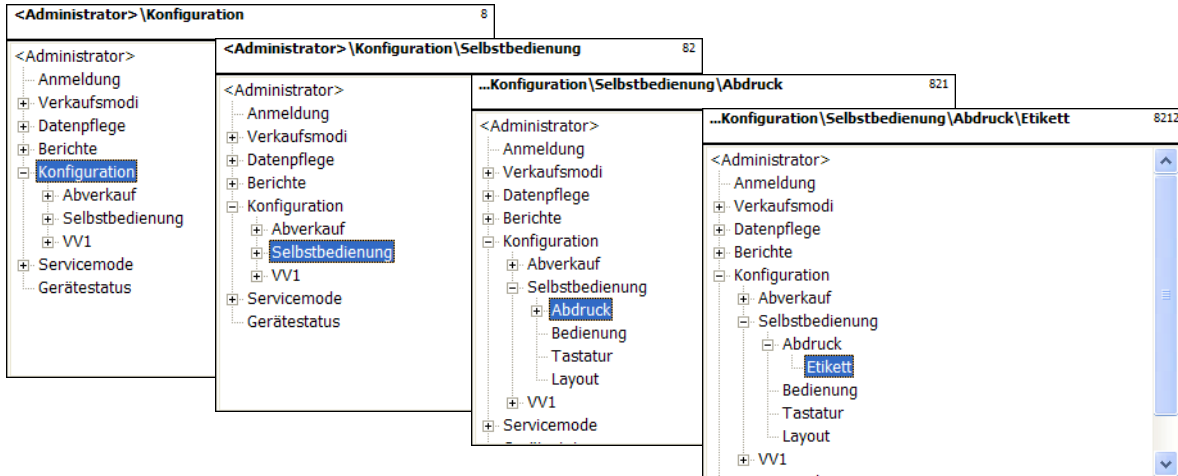 <Administrator>\Konfiguration 8
<Administrator>
Anmeldung
Verkaufsmodi
Datenpflege
Berichte
Konfiguration
Abverkauf
Selbstbedienung
VV1
Servicemode
Gerätestatus
<Administrator>\Konfiguration\Selbstbedienung 82
<Administrator>
Anmeldung
Verkaufsmodi
Datenpflege
Berichte
Konfiguration
Abverkauf
Selbstbedienung
VV1
Servicemode
Gerätestatus
...Konfiguration\Selbstbedienung\Abdruck 821
<Administrator>
Anmeldung
Verkaufsmodi
Datenpflege
Berichte
Konfiguration
Abverkauf
Selbstbedienung
Abdruck
Bedienung
Tastatur
Layout
VV1
Servicemode
...Konfiguration\Selbstbedienung\Abdruck\Etikett 8212
<Administrator>
Anmeldung
Verkaufsmodi
Datenpflege
Berichte
Konfiguration
Abverkauf
Selbstbedienung
Abdruck
Etikett
Bedienung
Tastatur
Layout
VV1